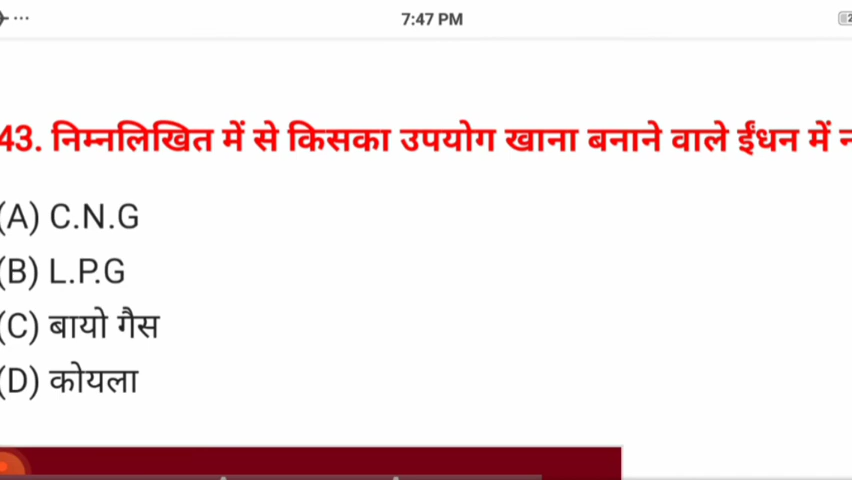 7:47 PM
43. निम्नलिखित में से किसका उपयोग खाना बनाने वाले ईंधन में
(A) C.N.G
(B) L.P.G
(C) बायो गैस
(D) कोयला